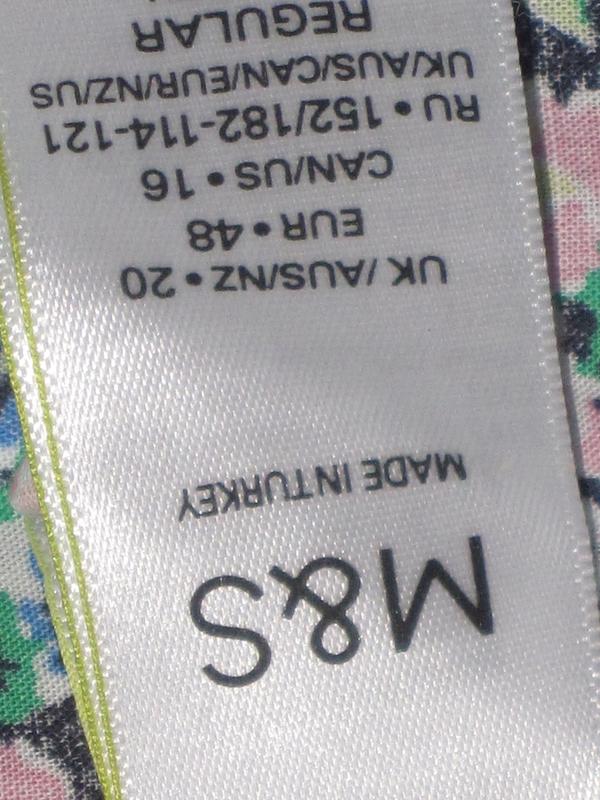 M&S
MADE IN TURKEY
UK/AUS/NZ • 20
EUR • 48
CAN/US • 16
RU • 152/182-114-121
UK/AUS/CAN/EUR/NZ/US
REGULAR